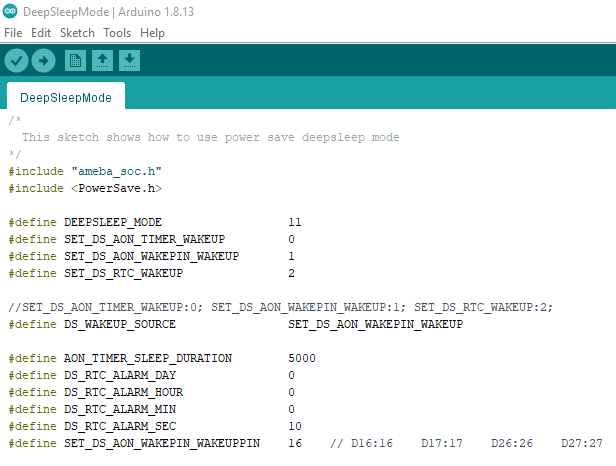 DeepSleepMode | Arduino 1.8.13
File Edit Sketch Tools Help
DeepSleepMode
/*
  This sketch shows how to use power save deepsleep mode
*/
#include "ameba_soc.h"
#include <PowerSave.h>

#define DEEPSLEEP_MODE                  11
#define SET_DS_AON_TIMER_WAKEUP         0
#define SET_DS_AON_WAKEPIN_WAKEUP       1
#define SET_DS_RTC_WAKEUP               2

//SET_DS_AON_TIMER_WAKEUP:0; SET_DS_AON_WAKEPIN_WAKEUP:1; SET_DS_RTC_WAKEUP:2;
#define DS_WAKEUP_SOURCE                SET_DS_AON_WAKEPIN_WAKEUP

#define AON_TIMER_SLEEP_DURATION        5000
#define DS_RTC_ALARM_DAY                0
#define DS_RTC_ALARM_HOUR               0
#define DS_RTC_ALARM_MIN                0
#define DS_RTC_ALARM_SEC                10
#define SET_DS_AON_WAKEPIN_WAKEUPPIN    16    // D16:16    D17:17    D26:26    D27:27